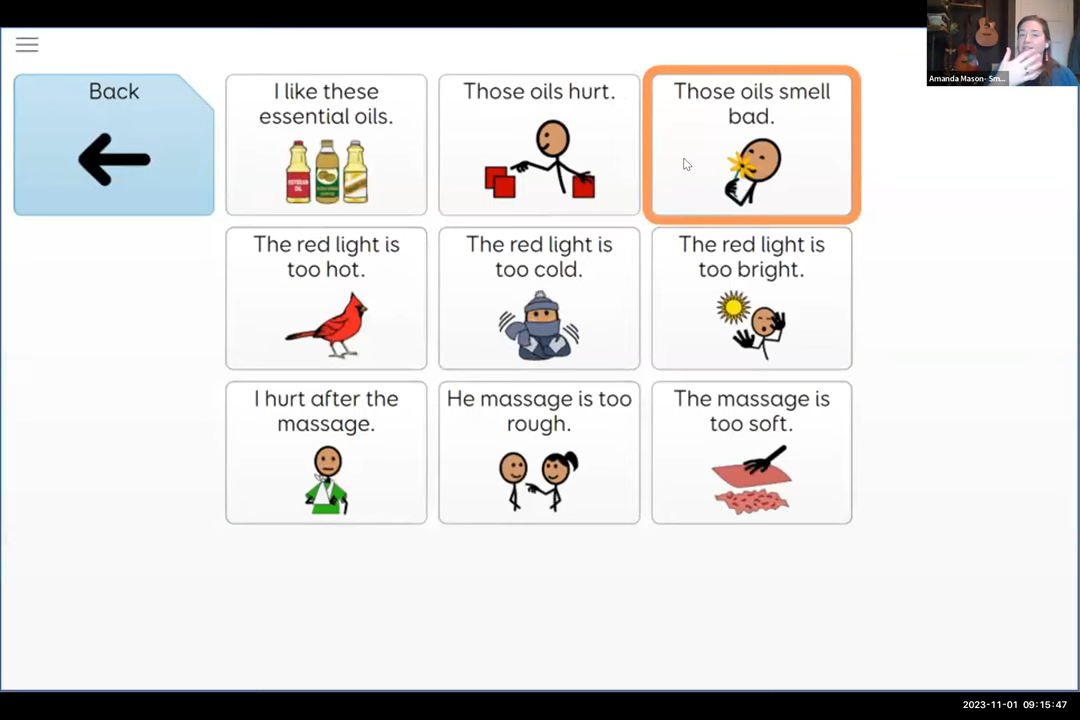 Back
I like these
essential oils.
Those oils hurt.
Those oils smell
bad.
The red light is
too hot.
The red light is
too cold.
The red light is
too bright.
I hurt after the
massage.
He massage is too
rough.
The massage is
too soft.
Amanda Mason- Sm...
2023-11-01 09:15:47